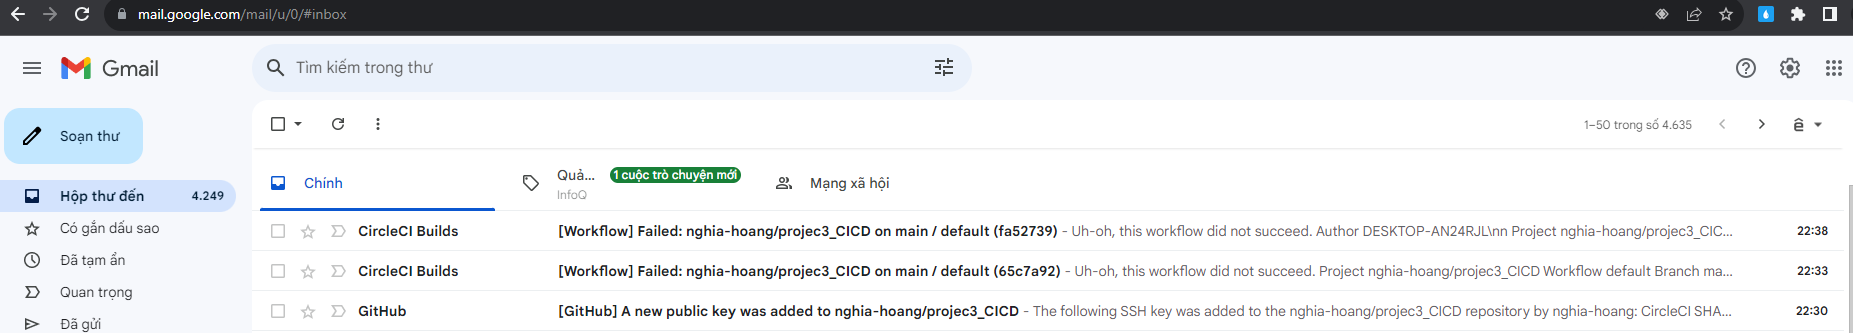 mail.google.com/mail/u/0/#inbox
Gmail
Tìm kiếm trong thư
Soạn thư
1–50 trong số 4.635
Chính
Quả... 1 cuộc trò chuyện mới
InfoQ
Mạng xã hội
Hộp thư đến 4.249
Có gắn dấu sao
Đã tạm ẩn
Quan trọng
Đã gửi
CircleCI Builds [Workflow] Failed: nghia-hoang/projec3_CICD on main / default (fa52739) - Uh-oh, this workflow did not succeed. Author DESKTOP-AN24RJL\nn Project nghia-hoang/projec3_CIC... 22:38
CircleCI Builds [Workflow] Failed: nghia-hoang/projec3_CICD on main / default (65c7a92) - Uh-oh, this workflow did not succeed. Project nghia-hoang/projec3_CICD Workflow default Branch ma... 22:33
GitHub [GitHub] A new public key was added to nghia-hoang/projec3_CICD - The following SSH key was added to the nghia-hoang/projec3_CICD repository by nghia-hoang: CircleCI SHA... 22:30